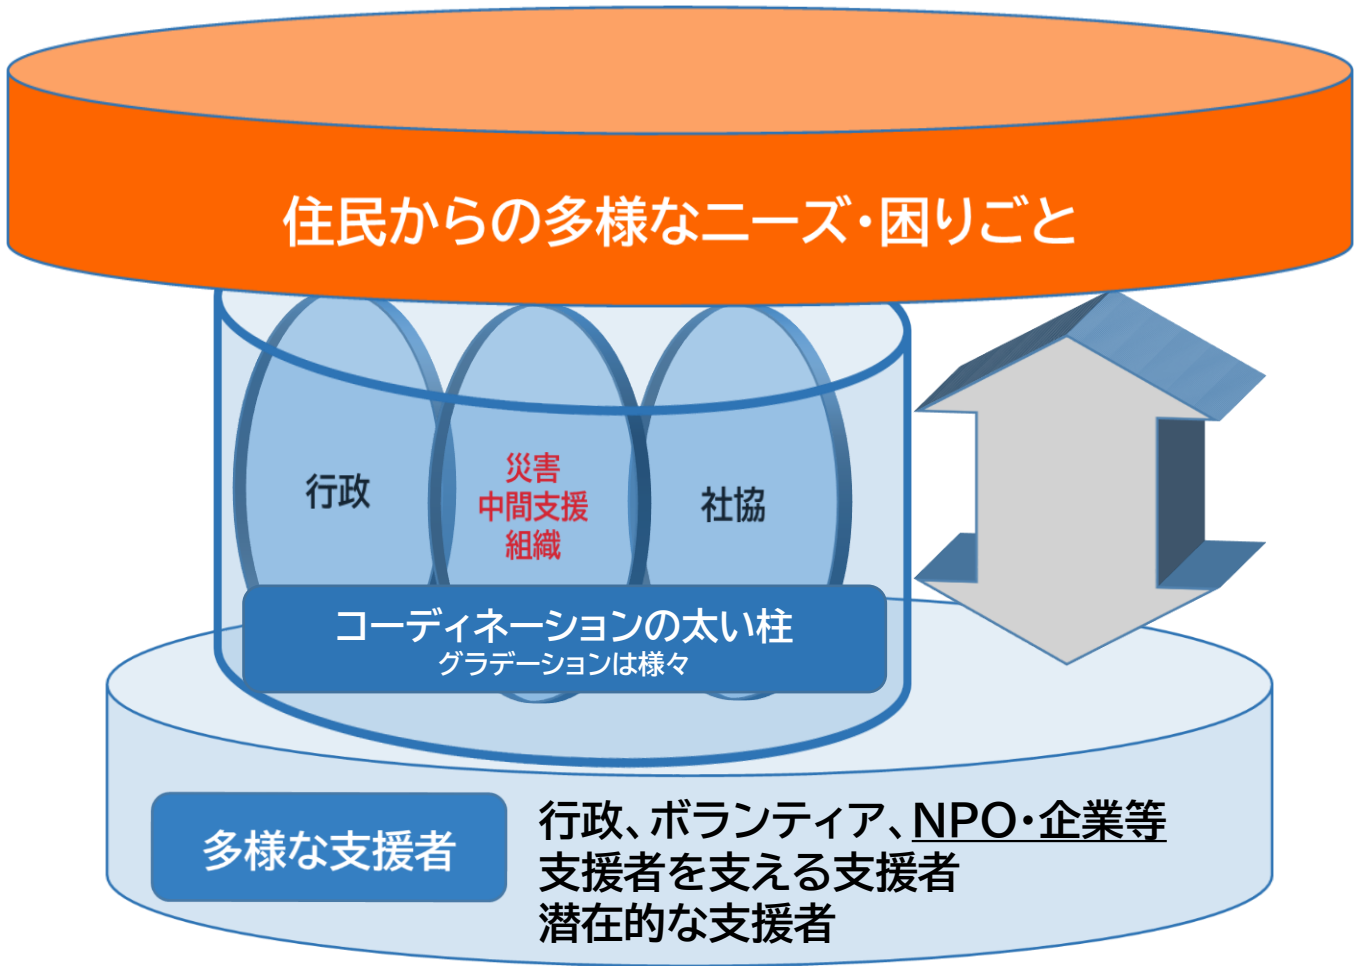 住民からの多様なニーズ・困りごと
行政
災害
中間支援
組織
社協
コーディネーションの太い柱
グラデーションは様々
多様な支援者
行政、ボランティア、NPO・企業等
支援者を支える支援者
潜在的な支援者